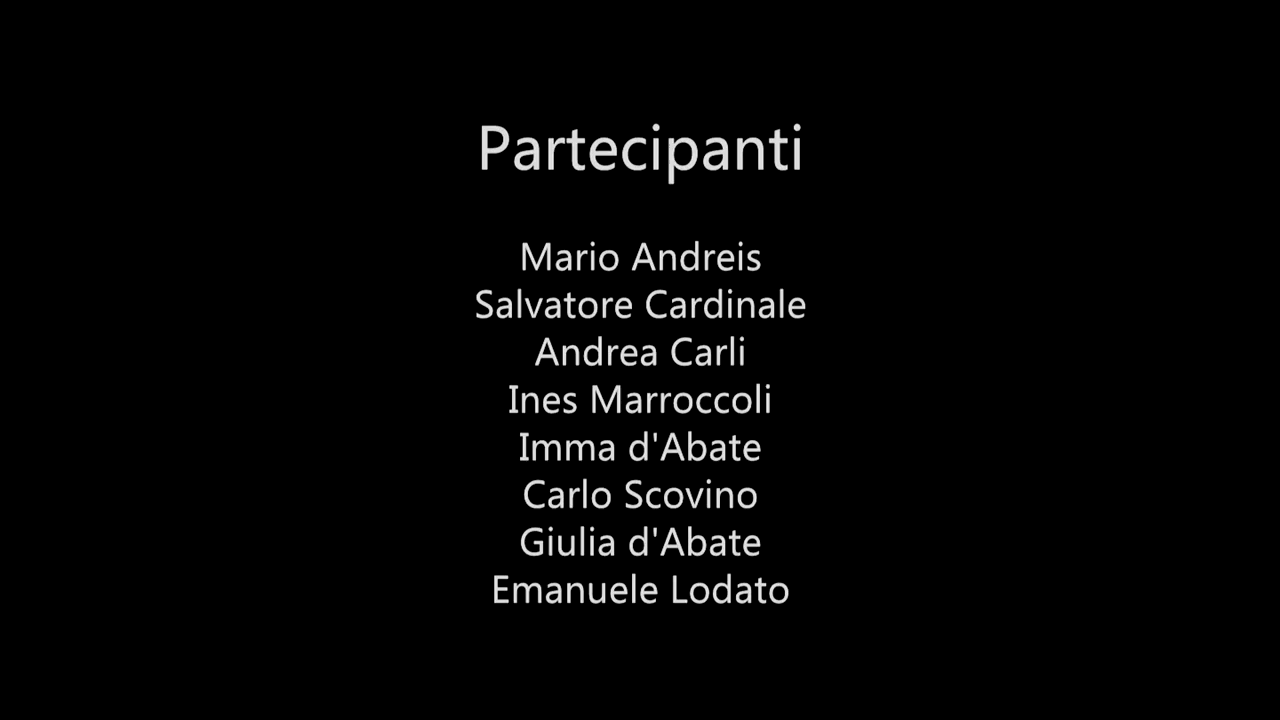 Partecipanti
Mario Andreis
Salvatore Cardinale
Andrea Carli
Ines Marroccoli
Imma d'Abate
Carlo Scovino
Giulia d'Abate
Emanuele Lodato